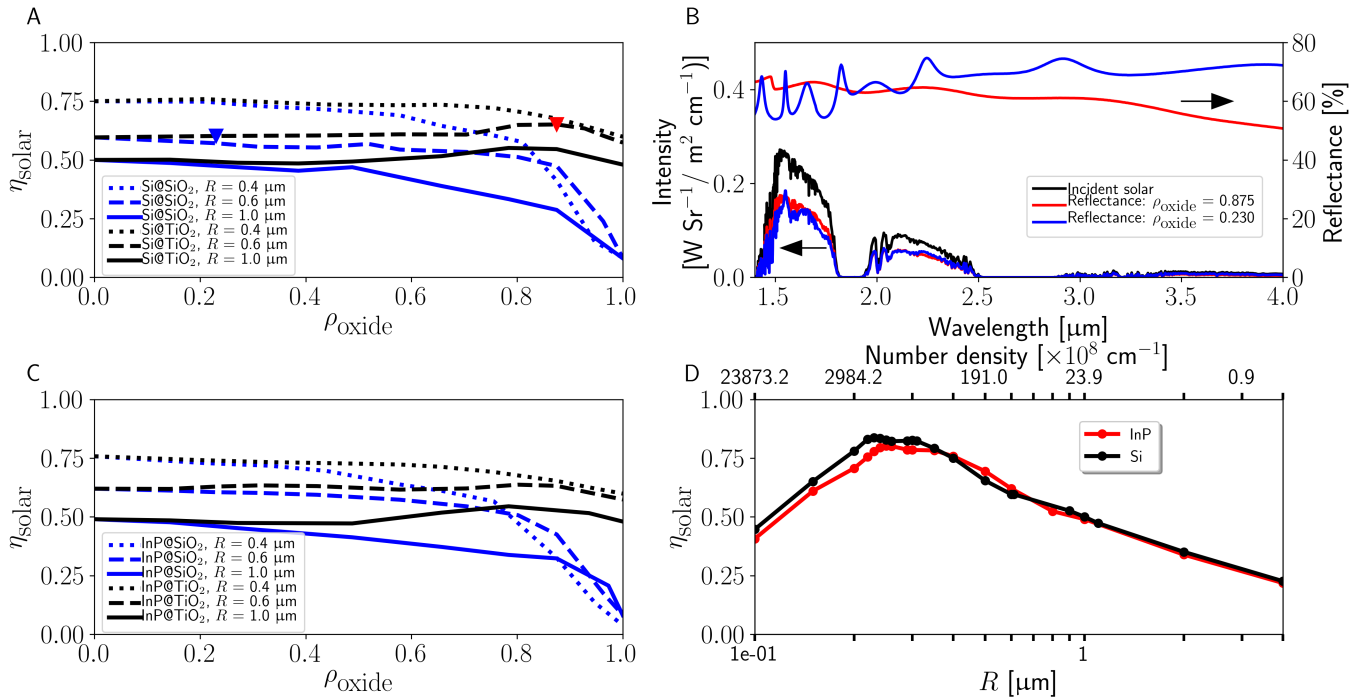 A
1.00
0.75
0.50
0.25
0.00
η_solar
Si@SiO₂, R = 0.4 μm
Si@SiO₂, R = 0.6 μm
Si@SiO₂, R = 1.0 μm
Si@TiO₂, R = 0.4 μm
Si@TiO₂, R = 0.6 μm
Si@TiO₂, R = 1.0 μm
0.0 0.2 0.4 0.6 0.8 1.0
ρ_oxide
B
Intensity
[W Sr⁻¹ / m² cm⁻¹)]
0.4
0.2
0.0
80
60
40
20
0
Reflectance [%]
Incident solar
Reflectance: ρ_oxide = 0.875
Reflectance: ρ_oxide = 0.230
1.5 2.0 2.5 3.0 3.5 4.0
Wavelength [μm]
C
1.00
0.75
0.50
0.25
0.00
η_solar
InP@SiO₂, R = 0.4 μm
InP@SiO₂, R = 0.6 μm
InP@SiO₂, R = 1.0 μm
InP@TiO₂, R = 0.4 μm
InP@TiO₂, R = 0.6 μm
InP@TiO₂, R = 1.0 μm
0.0 0.2 0.4 0.6 0.8 1.0
ρ_oxide
Number density [×10⁸ cm⁻¹]
D
23873.2 2984.2 191.0 23.9 0.9
1.00
0.75
0.50
0.25
0.00
η_solar
InP
Si
1e-01 1
R [μm]